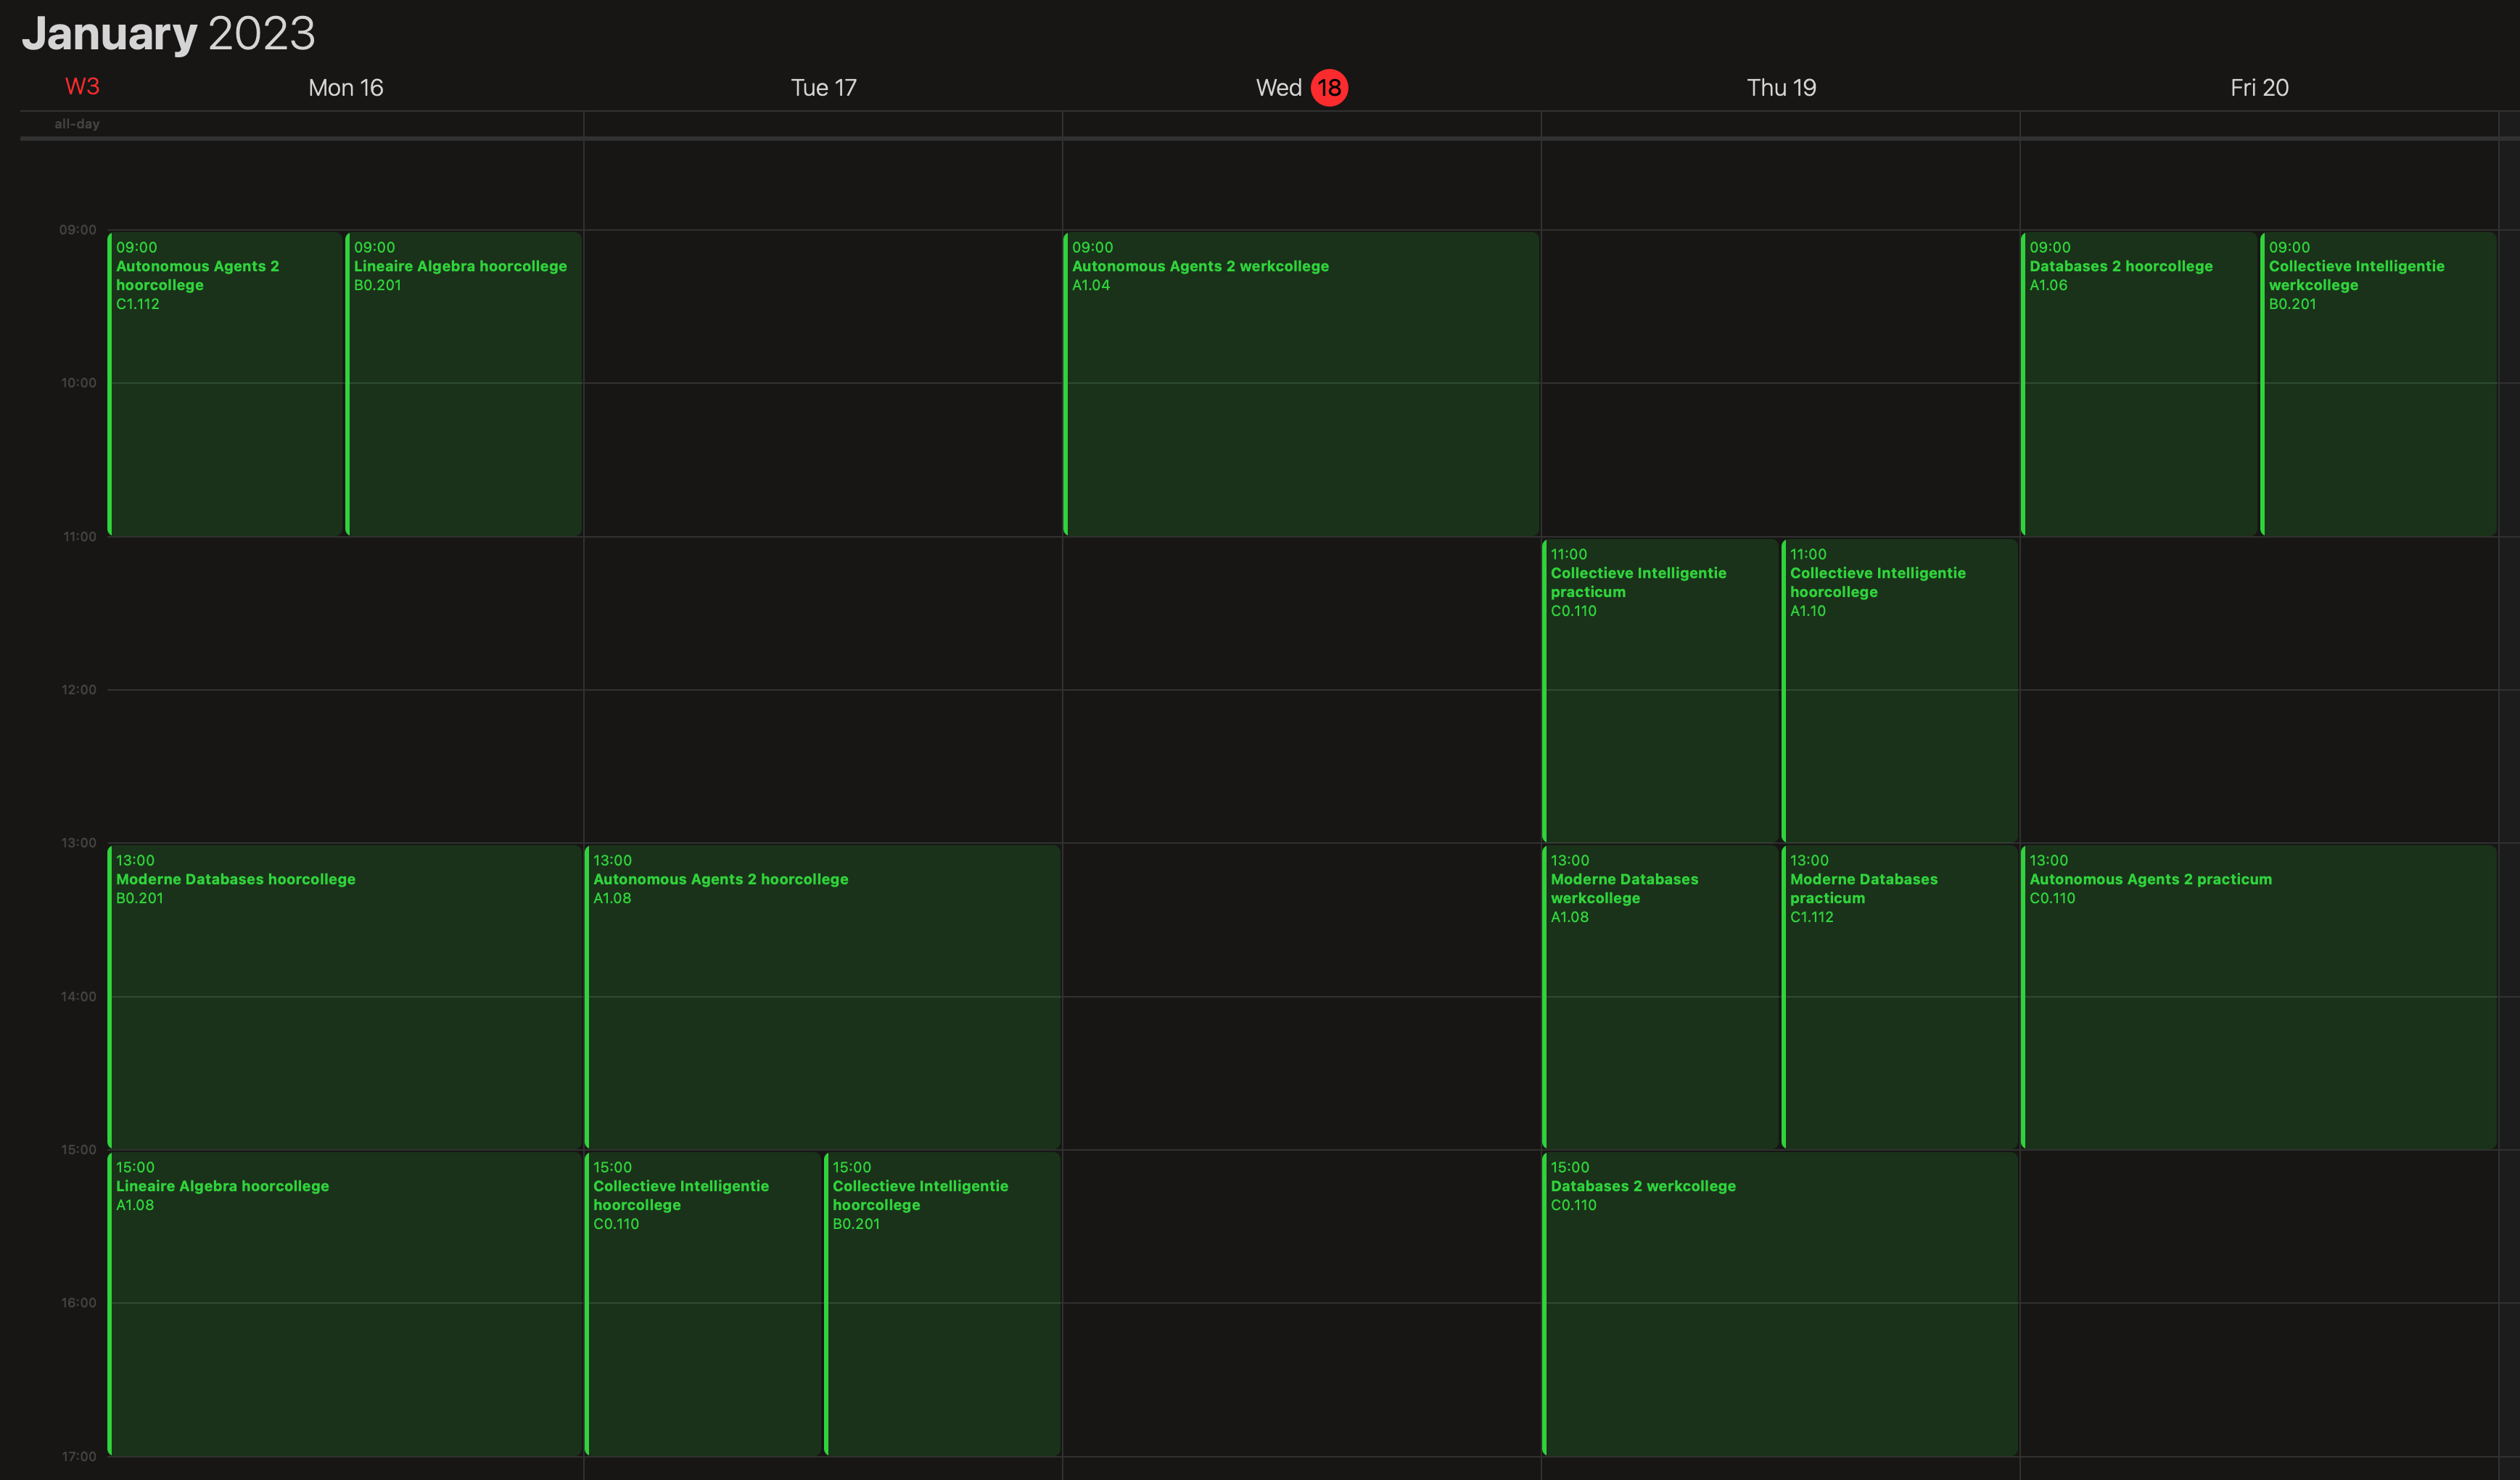 January 2023
W3
Mon 16
Tue 17
Wed 18
Thu 19
Fri 20
all-day
09:00
10:00
11:00
12:00
13:00
14:00
15:00
16:00
17:00
09:00
Autonomous Agents 2
hoorcollege
C1.112
09:00
Lineaire Algebra hoorcollege
B0.201
13:00
Moderne Databases hoorcollege
B0.201
15:00
Lineaire Algebra hoorcollege
A1.08
13:00
Autonomous Agents 2 hoorcollege
A1.08
15:00
Collectieve Intelligentie
hoorcollege
C0.110
15:00
Collectieve Intelligentie
hoorcollege
B0.201
09:00
Autonomous Agents 2 werkcollege
A1.04
11:00
Collectieve Intelligentie
practicum
C0.110
11:00
Collectieve Intelligentie
hoorcollege
A1.10
13:00
Moderne Databases
werkcollege
A1.08
13:00
Moderne Databases
practicum
C1.112
15:00
Databases 2 werkcollege
C0.110
09:00
Databases 2 hoorcollege
A1.06
09:00
Collectieve Intelligentie
werkcollege
B0.201
13:00
Autonomous Agents 2 practicum
C0.110